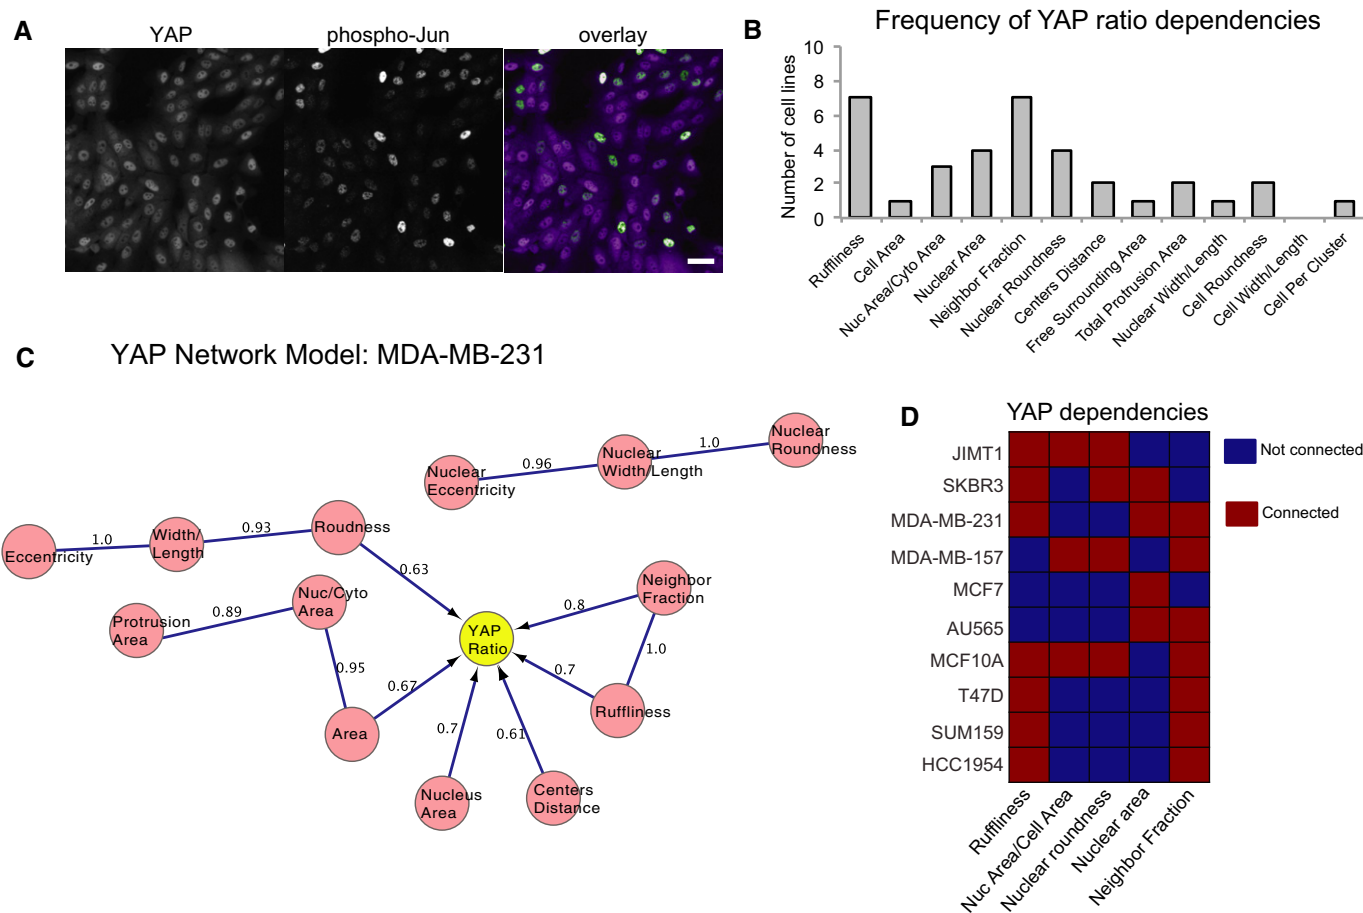 A
YAP
phospho-Jun
overlay
B
Frequency of YAP ratio dependencies
Number of cell lines
10
8
6
4
2
0
Ruffliness
Cell Area
Nuc Area/Cyto Area
Nuclear Area
Neighbor Fraction
Nuclear Roundness
Centers Distance
Free Surrounding Area
Total Protrusion Area
Nuclear Width/Length
Cell Roundness
Cell Width/Length
Cell Per Cluster
C
YAP Network Model: MDA-MB-231
Nuclear
Eccentricity
0.96
Nuclear
Width/Length
1.0
Nuclear
Roundness
Eccentricity
1.0
Width/
Length
0.93
Roudness
0.63
Protrusion
Area
0.89
Nuc/Cyto
Area
0.95
Area
0.67
YAP
Ratio
0.8
Neighbor
Fraction
1.0
0.7
Ruffliness
0.7
Nucleus
Area
0.61
Centers
Distance
D
YAP dependencies
JIMT1
SKBR3
MDA-MB-231
MDA-MB-157
MCF7
AU565
MCF10A
T47D
SUM159
HCC1954
Ruffliness
Nuc Area/Cell Area
Nuclear roundness
Nuclear area
Neighbor Fraction
Not connected
Connected